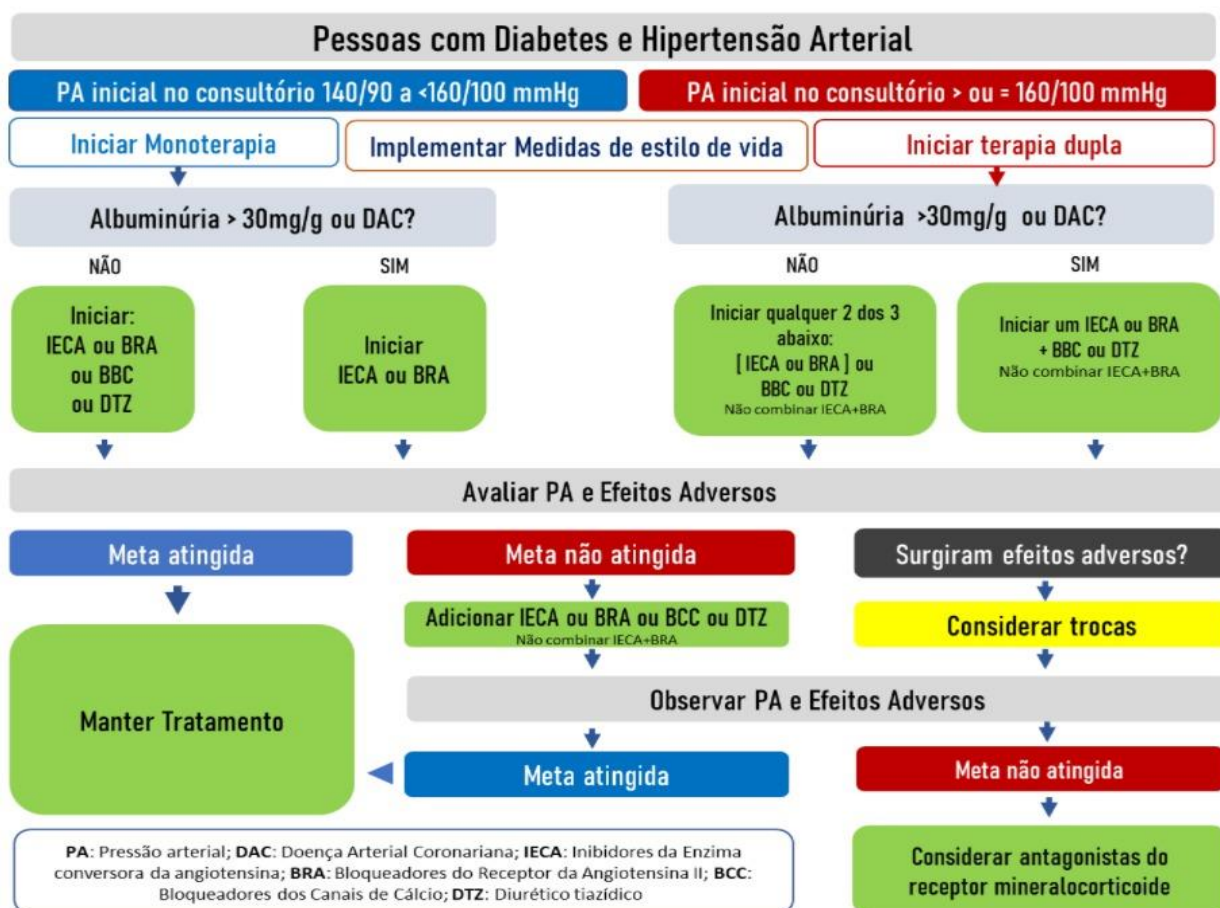 Pessoas com Diabetes e Hipertensão Arterial
PA inicial no consultório 140/90 a <160/100 mmHg
PA inicial no consultório > ou = 160/100 mmHg
Iniciar Monoterapia
Implementar Medidas de estilo de vida
Iniciar terapia dupla
Albuminúria > 30mg/g ou DAC?
Albuminúria >30mg/g ou DAC?
NÃO
SIM
NÃO
SIM
Iniciar:
IECA ou BRA
ou BBC
ou DTZ
Iniciar
IECA ou BRA
Iniciar qualquer 2 dos 3
abaixo:
[IECA ou BRA] ou
BBC ou DTZ
Não combinar IECA+BRA
Iniciar um IECA ou BRA
+ BBC ou DTZ
Não combinar IECA+BRA
Avaliar PA e Efeitos Adversos
Meta atingida
Meta não atingida
Surgiram efeitos adversos?
Adicionar IECA ou BRA ou BCC ou DTZ
Não combinar IECA+BRA
Considerar trocas
Manter Tratamento
Observar PA e Efeitos Adversos
Meta atingida
Meta não atingida
PA: Pressão arterial; DAC: Doença Arterial Coronariana; IECA: Inibidores da Enzima
conversora da angiotensina; BRA: Bloqueadores do Receptor da Angiotensina II; BCC:
Bloqueadores dos Canais de Cálcio; DTZ: Diurético tiazídico
Considerar antagonistas do
receptor mineralocorticoide